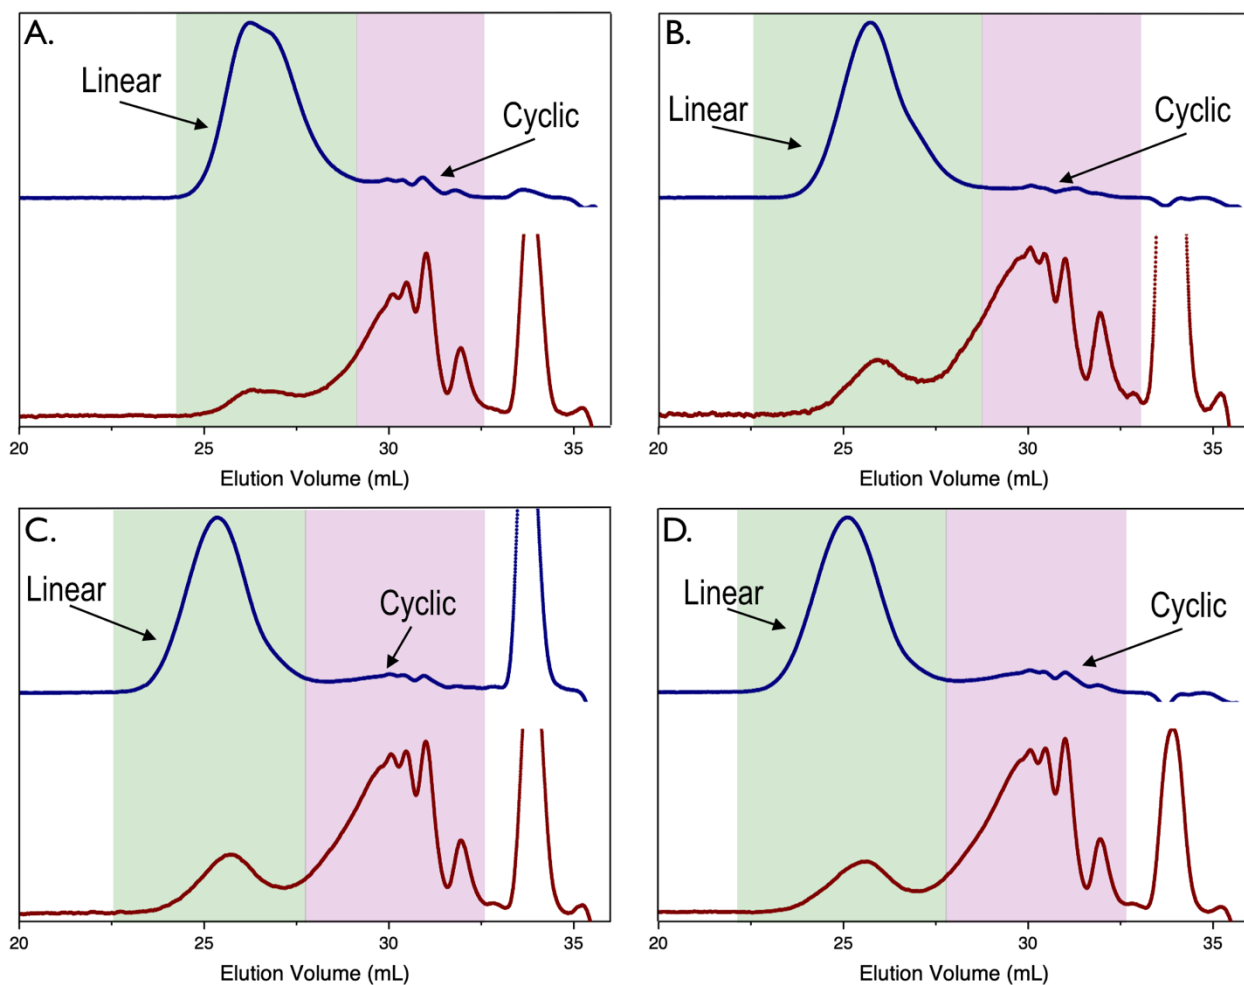 A.
Linear
Cyclic
20 25 30 35
Elution Volume (mL)
B.
Linear
Cyclic
20 25 30 35
Elution Volume (mL)
C.
Linear
Cyclic
20 25 30 35
Elution Volume (mL)
D.
Linear
Cyclic
20 25 30 35
Elution Volume (mL)